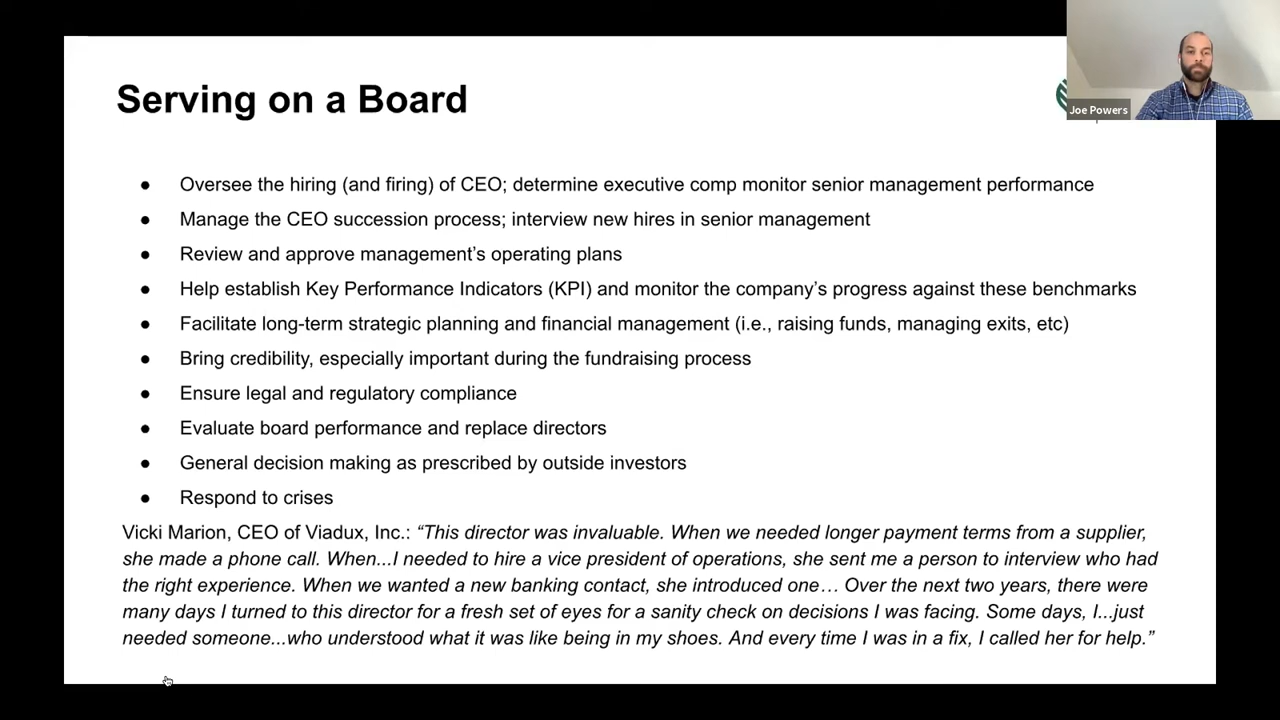 Serving on a Board
Joe Powers
● Oversee the hiring (and firing) of CEO; determine executive comp monitor senior management performance
● Manage the CEO succession process; interview new hires in senior management
● Review and approve management’s operating plans
● Help establish Key Performance Indicators (KPI) and monitor the company’s progress against these benchmarks
● Facilitate long-term strategic planning and financial management (i.e., raising funds, managing exits, etc)
● Bring credibility, especially important during the fundraising process
● Ensure legal and regulatory compliance
● Evaluate board performance and replace directors
● General decision making as prescribed by outside investors
● Respond to crises
Vicki Marion, CEO of Viadux, Inc.: “This director was invaluable. When we needed longer payment terms from a supplier,
she made a phone call. When...I needed to hire a vice president of operations, she sent me a person to interview who had
the right experience. When we wanted a new banking contact, she introduced one… Over the next two years, there were
many days I turned to this director for a fresh set of eyes for a sanity check on decisions I was facing. Some days, I...just
needed someone...who understood what it was like being in my shoes. And every time I was in a fix, I called her for help.”